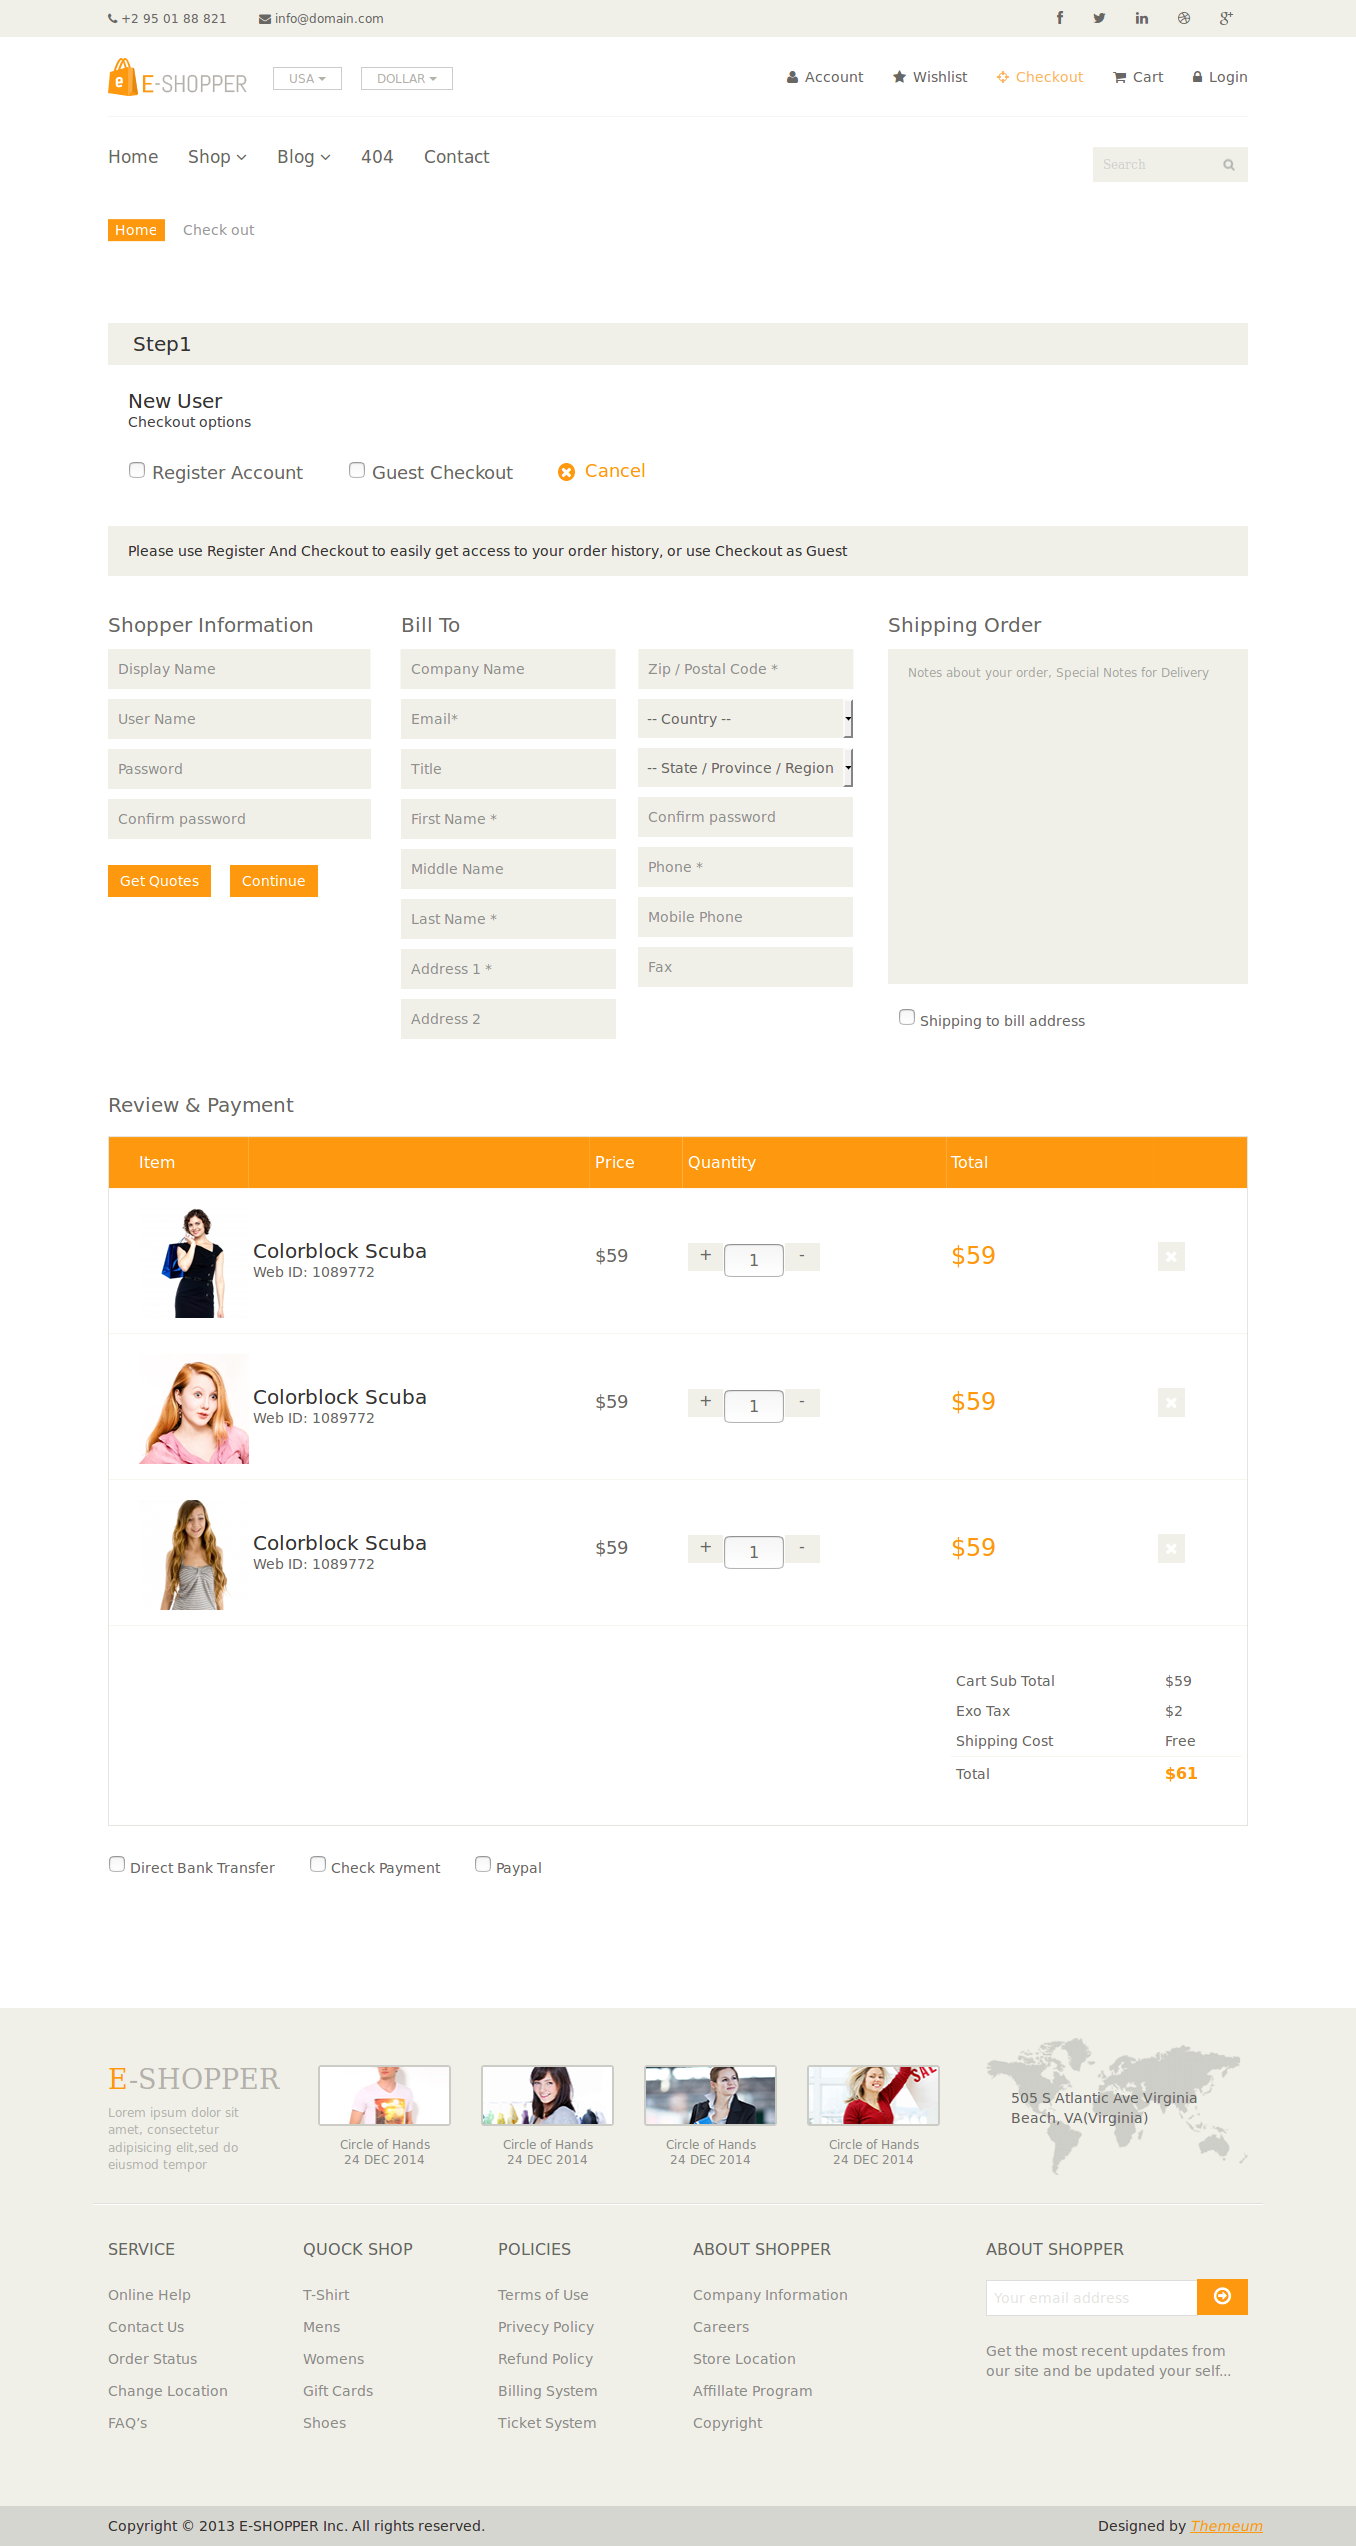 +2 95 01 88 821 info@domain.com
E-SHOPPER USA DOLLAR Account Wishlist Checkout Cart Login
Home Shop Blog 404 Contact Search
Home Check out
Step1
New User
Checkout options
Register Account Guest Checkout Cancel
Please use Register And Checkout to easily get access to your order history, or use Checkout as Guest
Shopper Information
Display Name
User Name
Password
Confirm password
Get Quotes Continue
Bill To
Company Name
Email*
Title
First Name *
Middle Name
Last Name *
Address 1 *
Address 2
Zip / Postal Code *
-- Country --
-- State / Province / Region
Confirm password
Phone *
Mobile Phone
Fax
Shipping Order
Notes about your order, Special Notes for Delivery
Shipping to bill address
Review & Payment
Item Price Quantity Total
Colorblock Scuba
Web ID: 1089772
$59 + 1 - $59
Colorblock Scuba
Web ID: 1089772
$59 + 1 - $59
Colorblock Scuba
Web ID: 1089772
$59 + 1 - $59
Cart Sub Total $59
Exo Tax $2
Shipping Cost Free
Total $61
Direct Bank Transfer Check Payment Paypal
E-SHOPPER
Lorem ipsum dolor sit
amet, consectetur
adipisicing elit,sed do
eiusmod tempor
Circle of Hands
24 DEC 2014
Circle of Hands
24 DEC 2014
Circle of Hands
24 DEC 2014
SALE
Circle of Hands
24 DEC 2014
505 S Atlantic Ave Virginia
Beach, VA(Virginia)
SERVICE
Online Help
Contact Us
Order Status
Change Location
FAQ’s
QUOCK SHOP
T-Shirt
Mens
Womens
Gift Cards
Shoes
POLICIES
Terms of Use
Privecy Policy
Refund Policy
Billing System
Ticket System
ABOUT SHOPPER
Company Information
Careers
Store Location
Affillate Program
Copyright
ABOUT SHOPPER
Your email address
Get the most recent updates from
our site and be updated your self...
Copyright © 2013 E-SHOPPER Inc. All rights reserved. Designed by Themeum